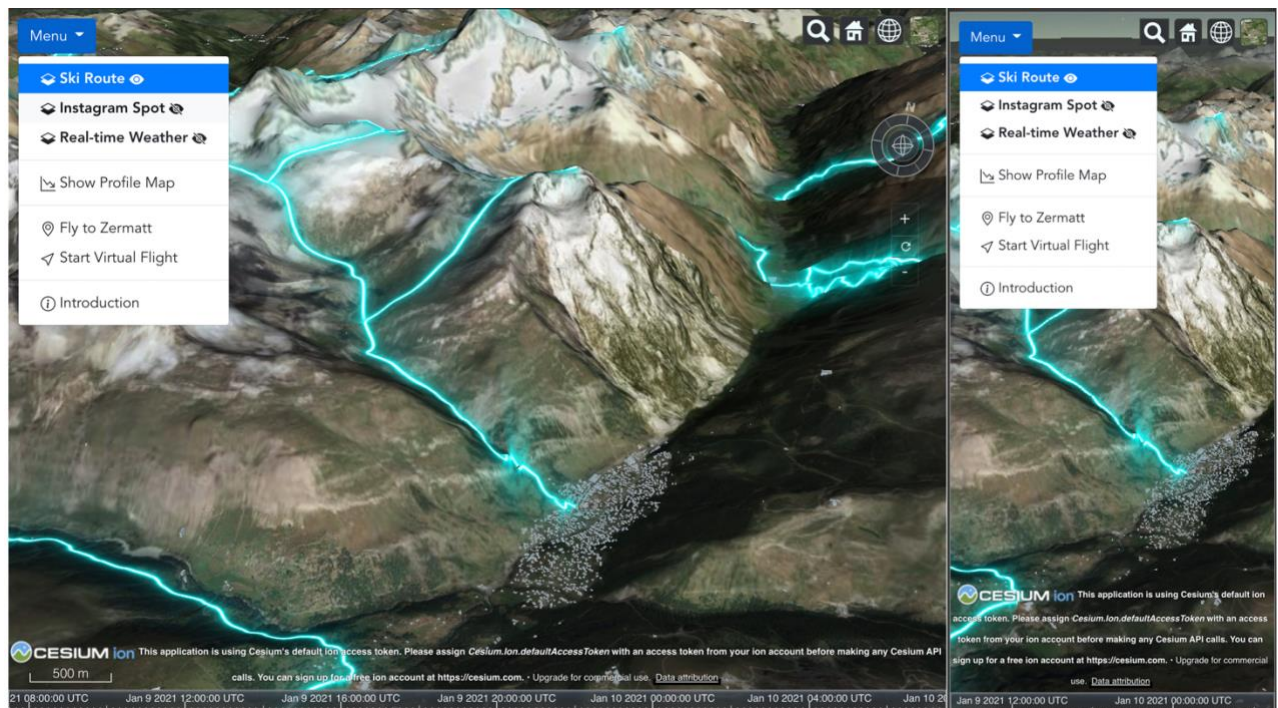 Menu
Ski Route
Instagram Spot
Real-time Weather
Show Profile Map
Fly to Zermatt
Start Virtual Flight
Introduction
N
+
-
CESIUM ion This application is using Cesium's default ion access token. Please assign Cesium.Ion.defaultAccessToken with an access token from your ion account before making any Cesium API
calls. You can sign up for a free ion account at https://cesium.com. • Upgrade for commercial use. Data attribution
500 m
21 08:00:00 UTC Jan 9 2021 12:00:00 UTC Jan 9 2021 16:00:00 UTC Jan 9 2021 20:00:00 UTC Jan 10 2021 00:00:00 UTC Jan 10 2021 04:00:00 UTC Jan 10 20
Menu
Ski Route
Instagram Spot
Real-time Weather
Show Profile Map
Fly to Zermatt
Start Virtual Flight
Introduction
CESIUM ion This application is using Cesium's default ion
access token. Please assign Cesium.Ion.defaultAccessToken with an access
token from your ion account before making any Cesium API calls. You can
sign up for a free ion account at https://cesium.com. • Upgrade for commercial
use. Data attribution
Jan 9 2021 12:00:00 UTC Jan 10 2021 00:00:00 UTC